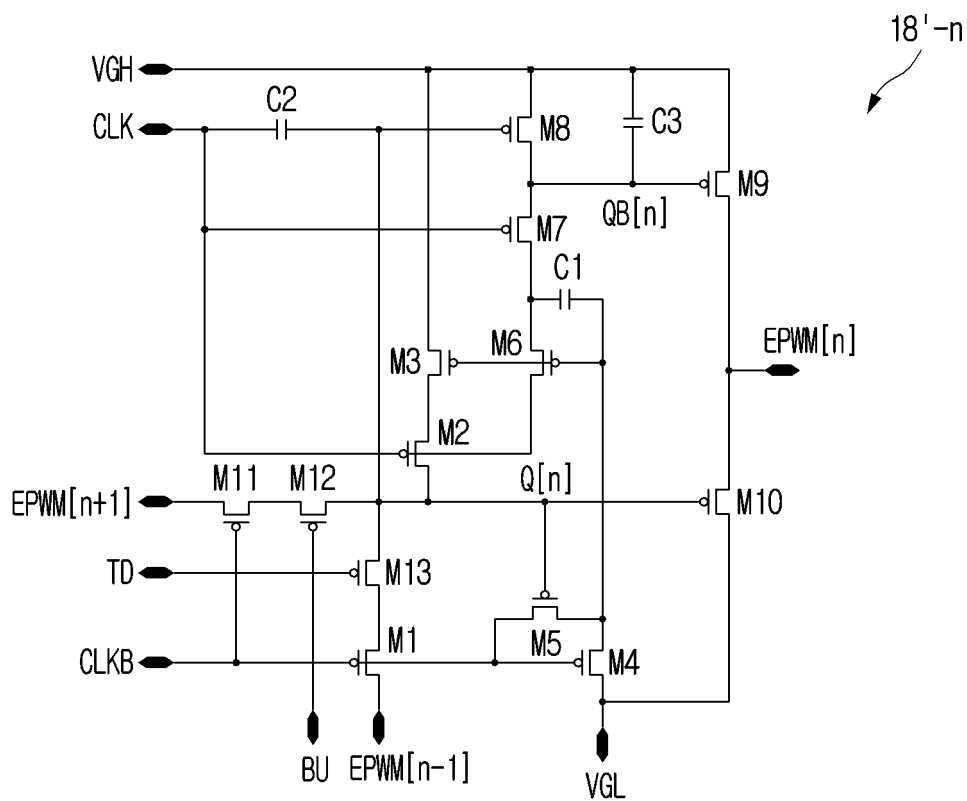 18'-n
VGH
C2
CLK
M8
C3
M9
QB[n]
M7
C1
M3
M6
EPWM[n]
M2
M11
M12
Q[n]
EPWM[n+1]
M10
TD
M13
M1
M5
CLKB
M4
BU
EPWM[n-1]
VGL